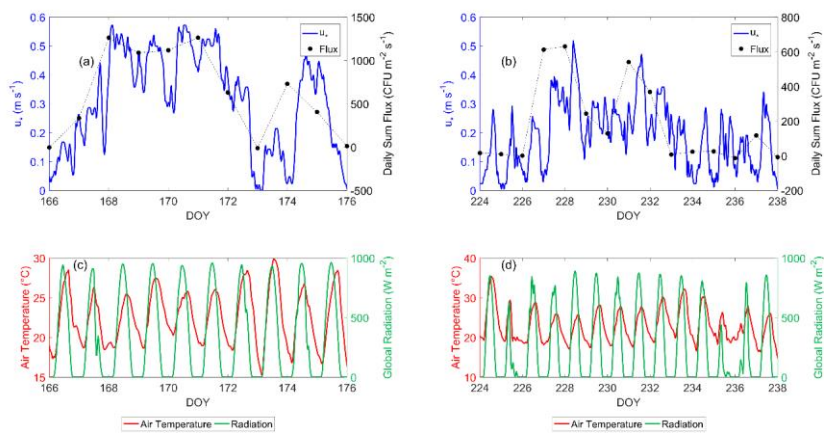 0.6 1500 0.6 800
(a) u* Flux (b) u* Flux
0.5 0.5 600
1000
0.4 0.4 400
0.3 500 0.3
200
0.2 0.2
0
0.1 0.1 0
0 -500 0 -200
u* (m s⁻¹) Daily Sum Flux (CFU m⁻² s⁻¹) u* (m s⁻¹) Daily Sum Flux (CFU m⁻² s⁻¹)
166 168 170 172 174 176 224 226 228 230 232 234 236 238
DOY DOY
30 1000 40 1000
(c) (d)
25 30
500 500
20 20
15 0 10 0
Air Temperature (°C) Global Radiation (W m⁻²) Air Temperature (°C) Global Radiation (W m⁻²)
166 168 170 172 174 176 224 226 228 230 232 234 236 238
DOY DOY
Air Temperature Radiation Air Temperature Radiation